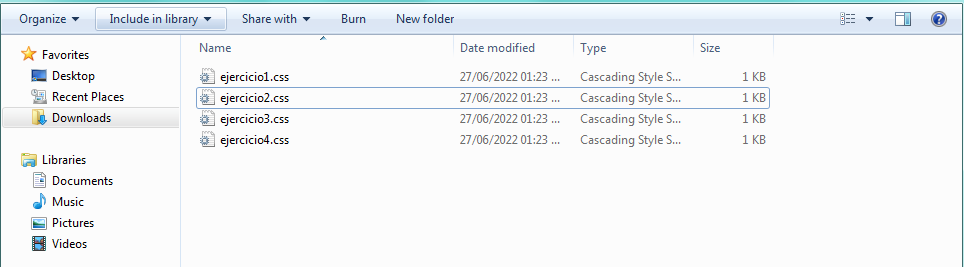 Organize Include in library Share with Burn New folder
Favorites
Desktop
Recent Places
Downloads
Libraries
Documents
Music
Pictures
Videos
Name Date modified Type Size
ejercicio1.css 27/06/2022 01:23 ... Cascading Style S... 1 KB
ejercicio2.css 27/06/2022 01:23 ... Cascading Style S... 1 KB
ejercicio3.css 27/06/2022 01:23 ... Cascading Style S... 1 KB
ejercicio4.css 27/06/2022 01:23 ... Cascading Style S... 1 KB